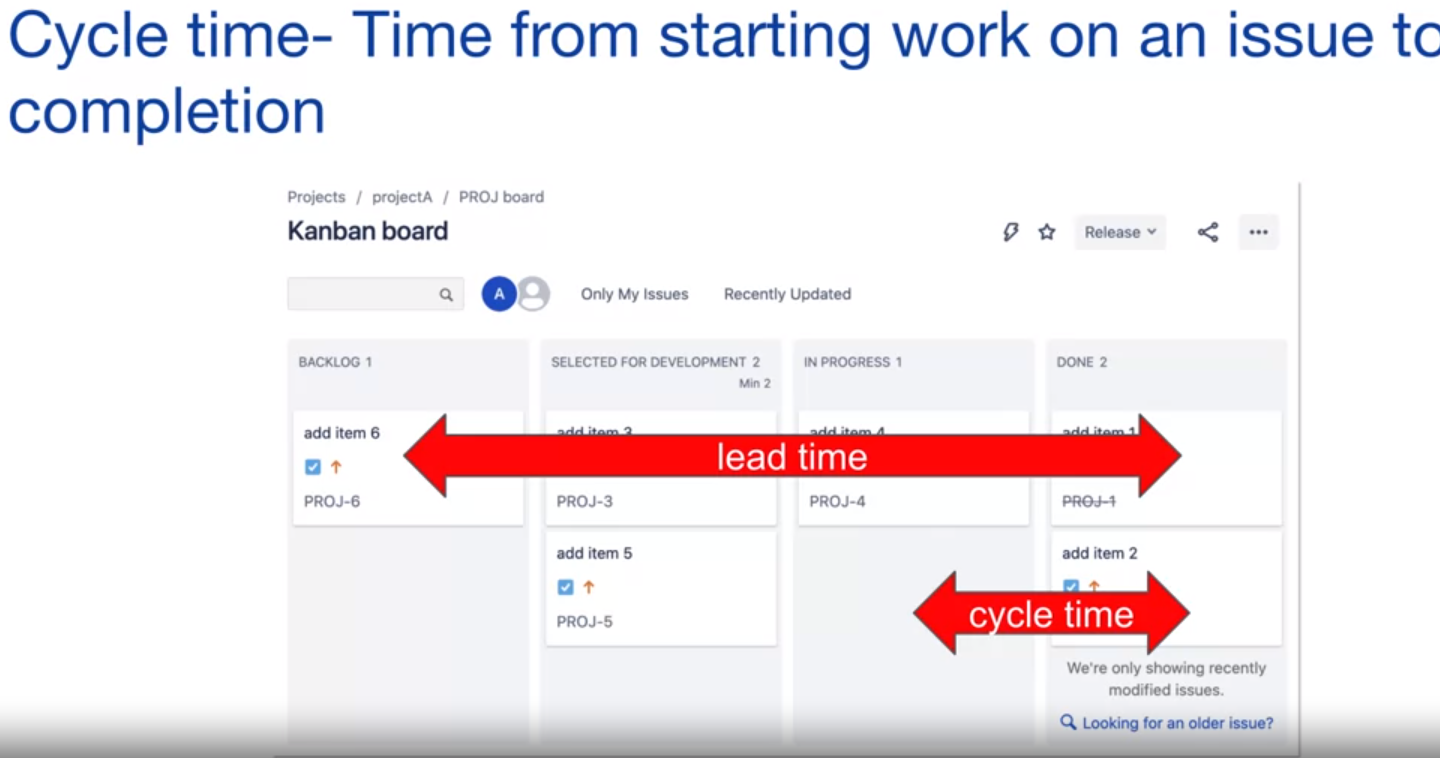 Cycle time- Time from starting work on an issue to
completion
Projects / projectA / PROJ board
Kanban board
Release
A
Only My Issues
Recently Updated
BACKLOG 1
SELECTED FOR DEVELOPMENT 2
Min 2
IN PROGRESS 1
DONE 2
add item 6
add item 3
add item 4
add item 1
lead time
PROJ-6
PROJ-3
PROJ-4
PROJ-1
add item 5
add item 2
cycle time
PROJ-5
We're only showing recently
modified issues.
Looking for an older issue?